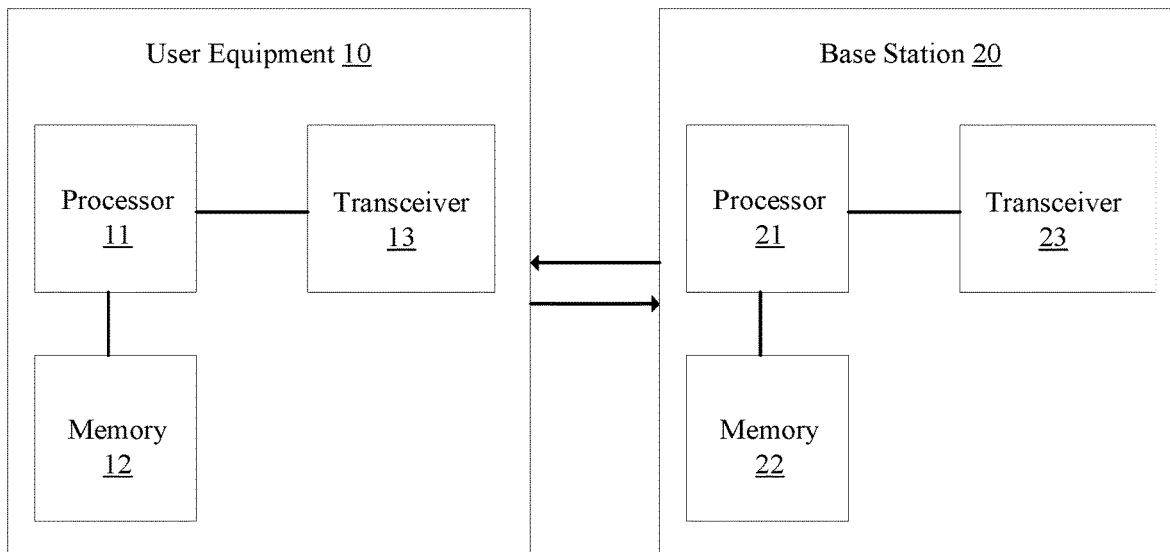 User Equipment 10
Base Station 20
Processor
11
Transceiver
13
Processor
21
Transceiver
23
Memory
12
Memory
22